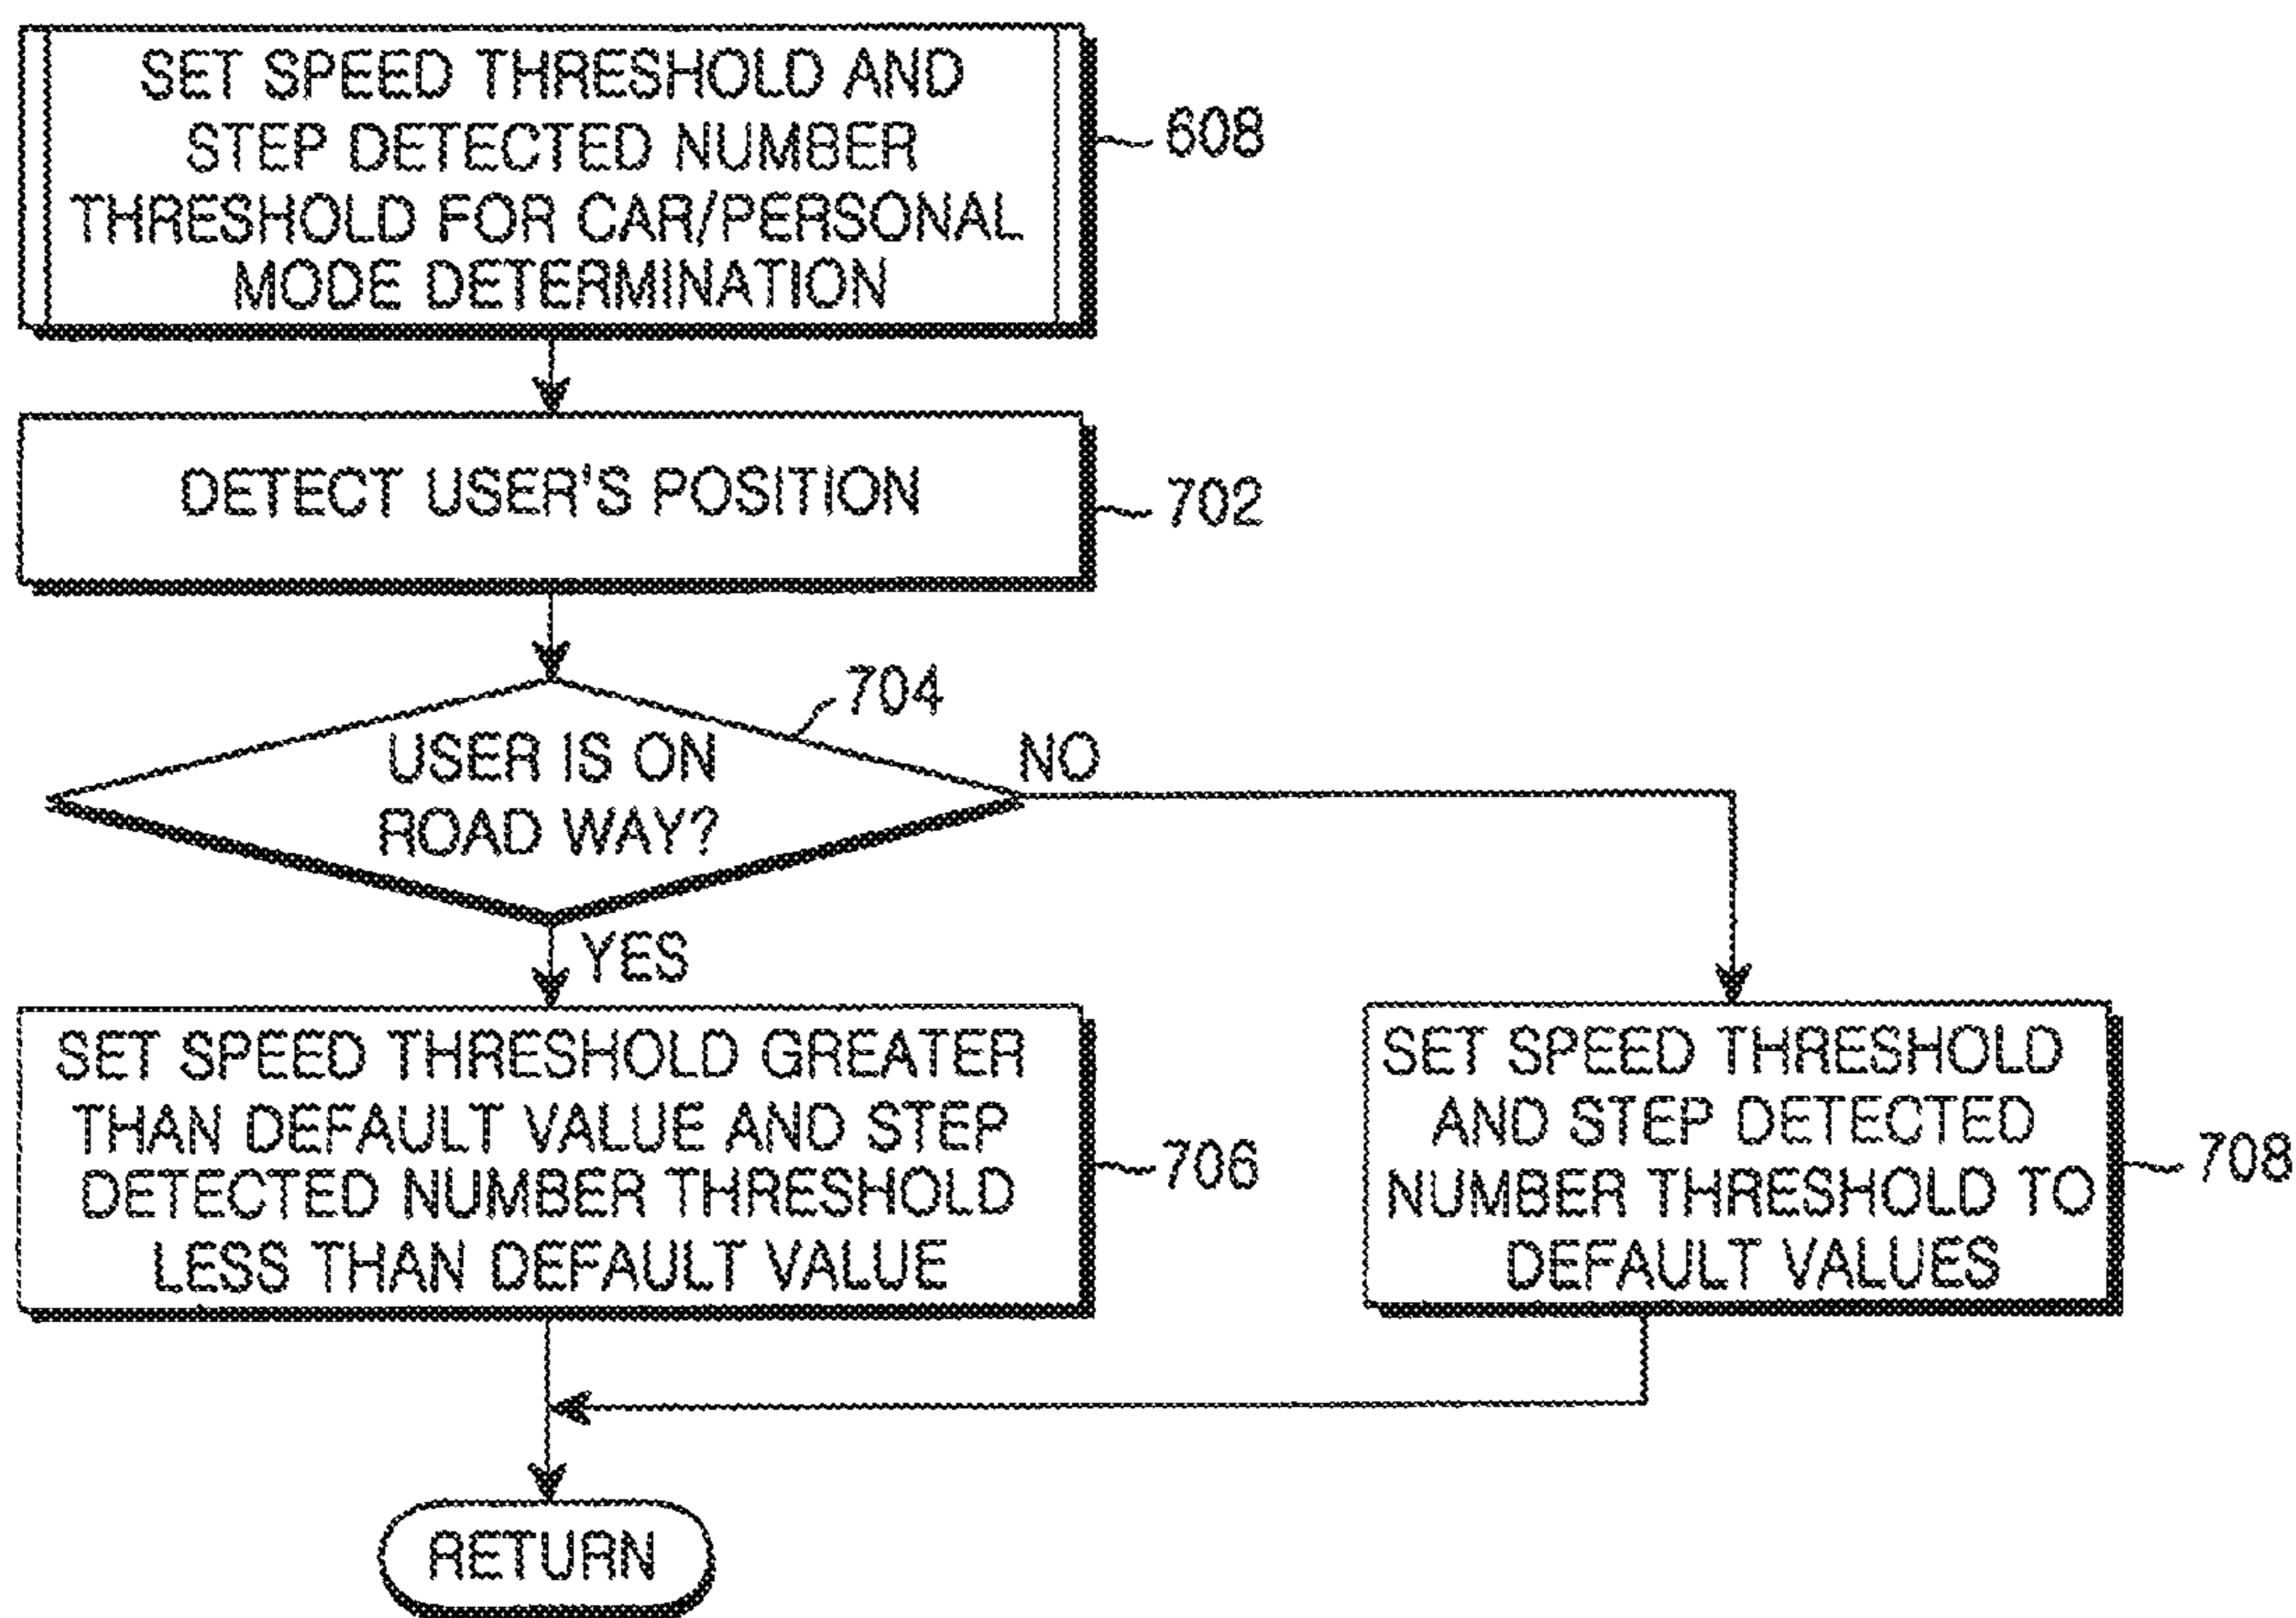 SET SPEED THRESHOLD AND
STEP DETECTED NUMBER
THRESHOLD FOR CAR/PERSONAL
MODE DETERMINATION
608
DETECT USER'S POSITION
702
704
USER IS ON
ROAD WAY?
NO
YES
SET SPEED THRESHOLD GREATER
THAN DEFAULT VALUE AND STEP
DETECTED NUMBER THRESHOLD
LESS THAN DEFAULT VALUE
706
SET SPEED THRESHOLD
AND STEP DETECTED
NUMBER THRESHOLD TO
DEFAULT VALUES
708
RETURN